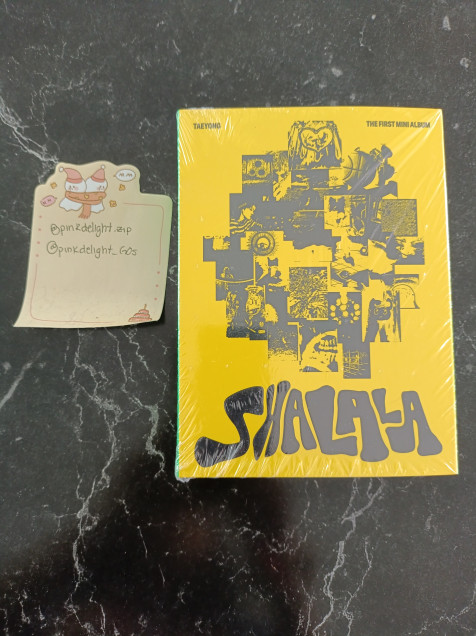 @pinkdelight.zip
@pinkdelight_GOs
TAEYONG
THE FIRST MINI ALBUM
SHALALA